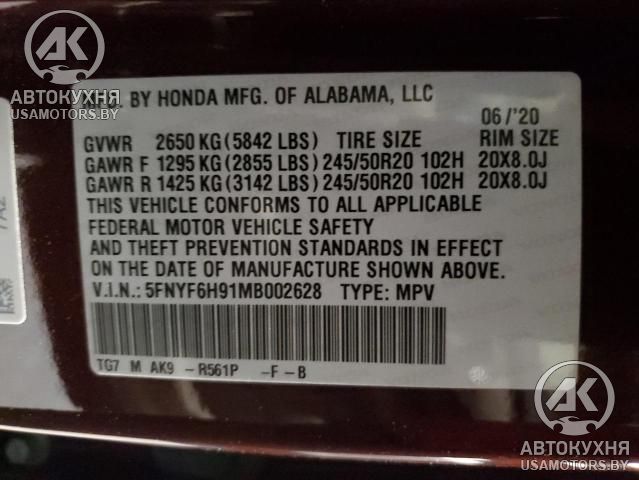 AK
АВТОКУХНЯ
USAMOTORS.BY
BY HONDA MFG. OF ALABAMA, LLC
06/'20
GVWR 2650 KG(5842 LBS) TIRE SIZE RIM SIZE
GAWR F 1295 KG(2855 LBS) 245/50R20 102H 20X8.0J
GAWR R 1425 KG(3142 LBS) 245/50R20 102H 20X8.0J
THIS VEHICLE CONFORMS TO ALL APPLICABLE
FEDERAL MOTOR VEHICLE SAFETY
AND THEFT PREVENTION STANDARDS IN EFFECT
ON THE DATE OF MANUFACTURE SHOWN ABOVE.
V.I.N.: 5FNYF6H91MB002628 TYPE: MPV
TG7 M AK9 -R561P -F-B
AK
АВТОКУХНЯ
USAMOTORS.BY